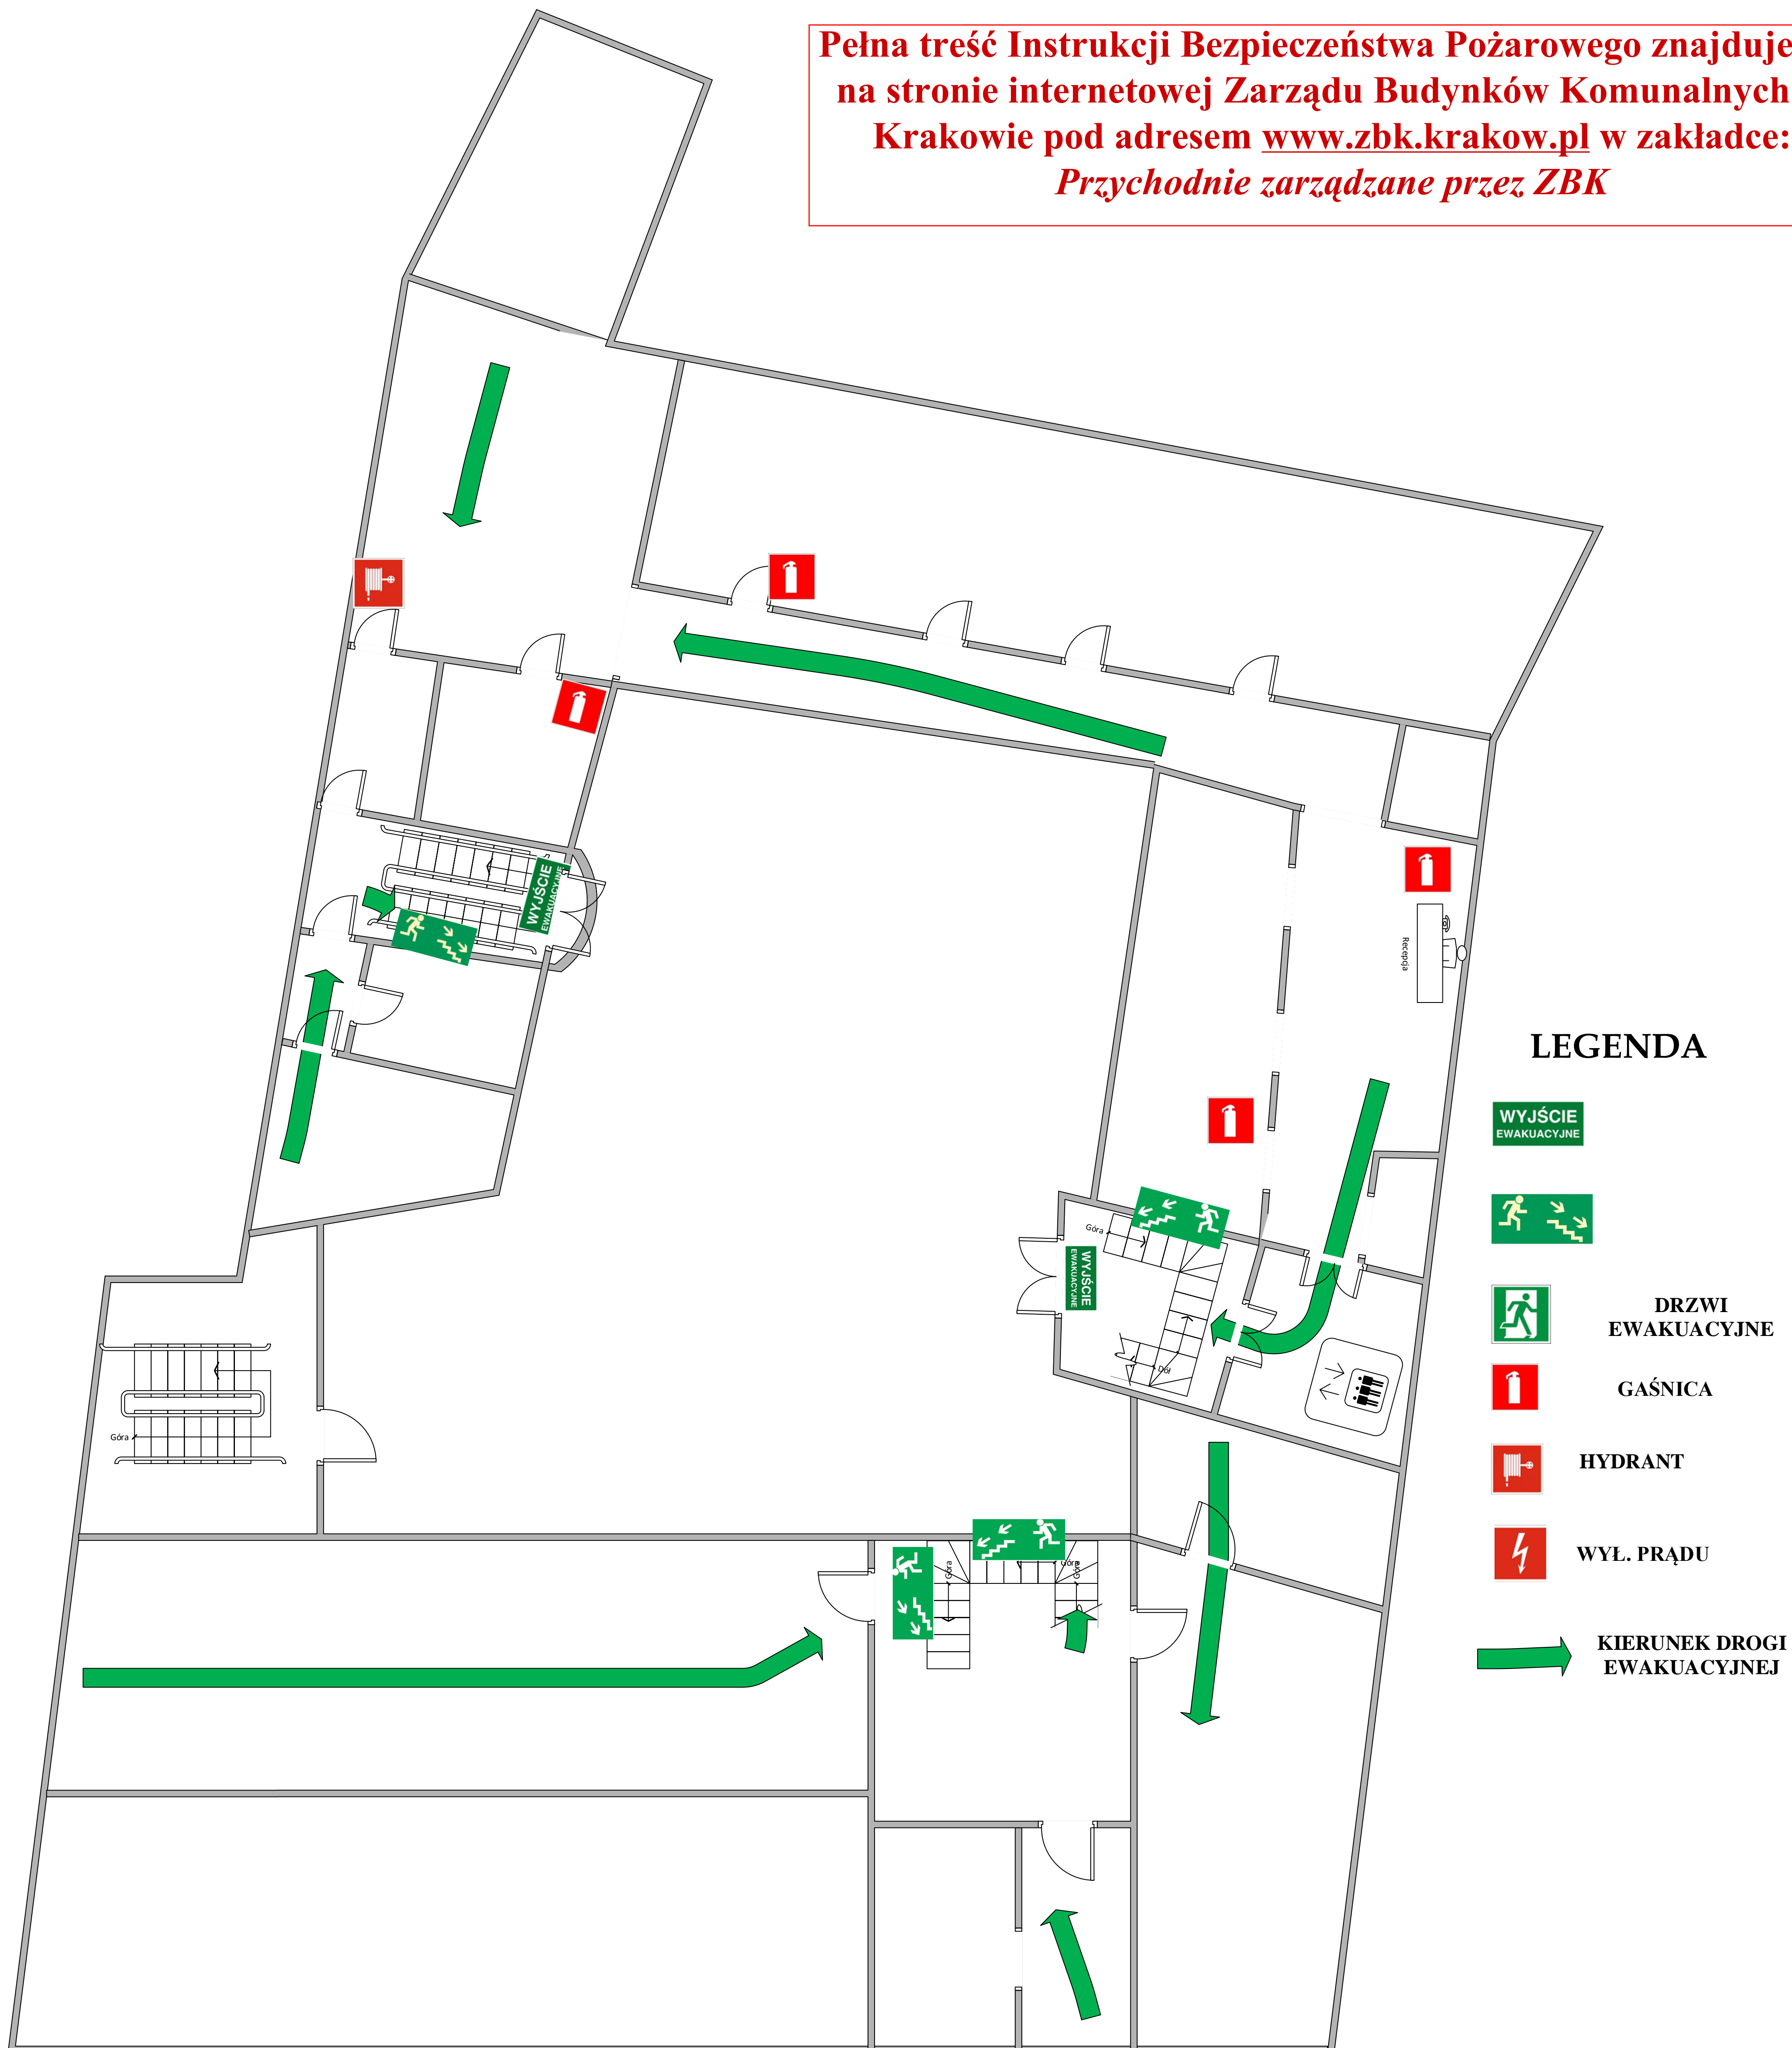 Pełna treść Instrukcji Bezpieczeństwa Pożarowego znajduje
na stronie internetowej Zarządu Budynków Komunalnych
Krakowie pod adresem www.zbk.krakow.pl w zakładce:
Przychodnie zarządzane przez ZBK
WYJŚCIE
EWAKUACYJNE
Recepcja
Góra
WYJŚCIE
EWAKUACYJNE
Dół
Góra
Góra
Góra
Góra
LEGENDA
WYJŚCIE
EWAKUACYJNE
DRZWI
EWAKUACYJNE
GAŚNICA
HYDRANT
WYŁ. PRĄDU
KIERUNEK DROGI
EWAKUACYJNEJ